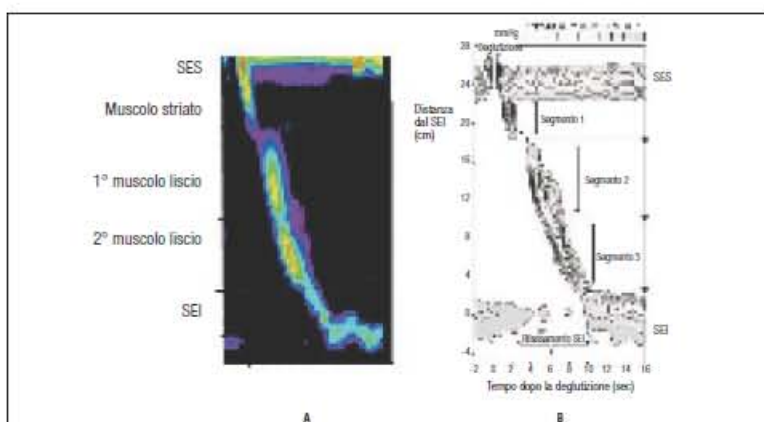 SES
Muscolo striato
1° muscolo liscio
2° muscolo liscio
SEI
A
mmHg
Deglutizione
28
24
20
16
12
8
4
0
-4
Distanza
dal SEI
(cm)
SES
Segmento 1
Segmento 2
Segmento 3
SEI
Rilasciamento SEI
-2 0 2 4 6 8 10 12 14 16
Tempo dopo la deglutizione (sec)
B